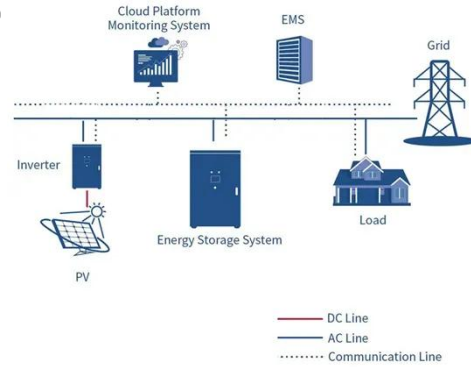 Cloud Platform
Monitoring System
EMS
Grid
Inverter
Energy Storage System
Load
PV
DC Line
AC Line
Communication Line